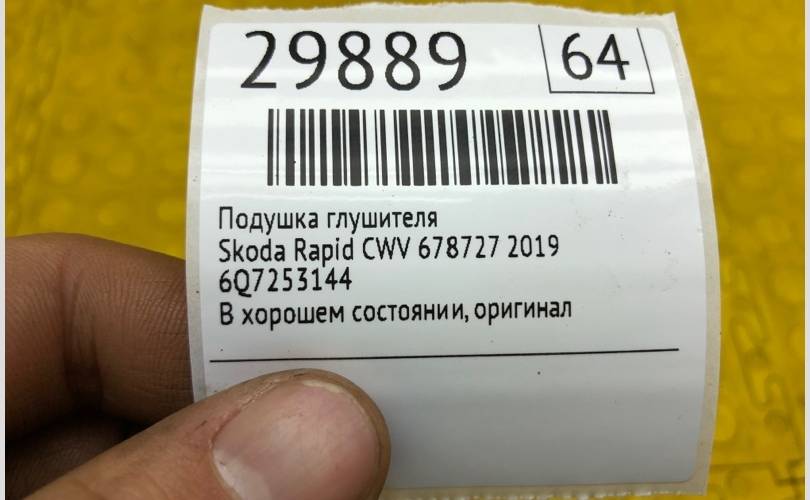 29889 64
Подушка глушителя
Skoda Rapid CWV 678727 2019
6Q7253144
В хорошем состоянии, оригинал